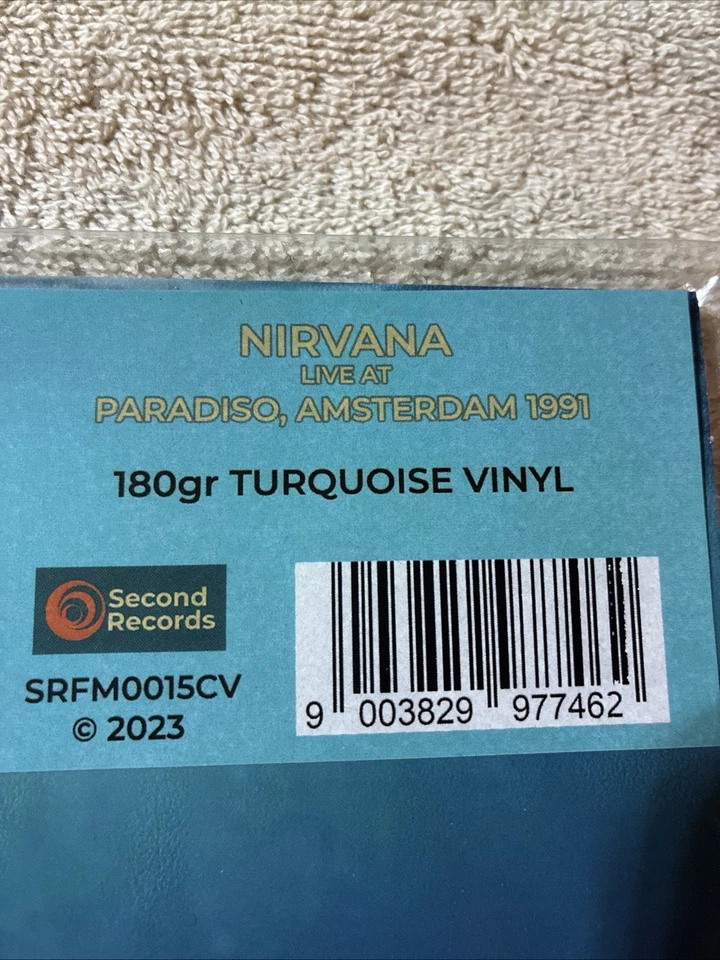 NIRVANA
LIVE AT
PARADISO, AMSTERDAM 1991
180gr TURQUOISE VINYL
Second
Records
SRFM0015CV
© 2023
9 003829 977462